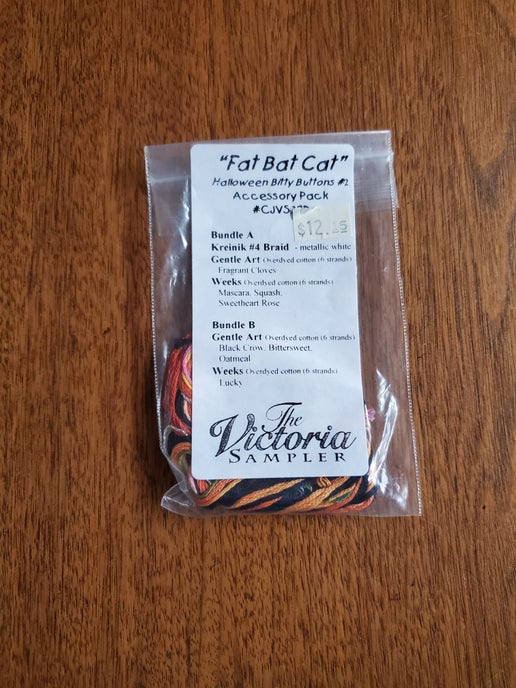 "Fat Bat Cat"
Halloween Bitty Buttons #2
Accessory Pack
$12.
Bundle A
Kreinik #4 Braid - metallic white
Gentle Art Overdyed cotton (6 strands)
Fragrant Cloves
Weeks Overdyed cotton (6 strands)
Mascara, Squash,
Sweetheart Rose
Bundle B
Gentle Art Overdyed cotton (6 strands)
Black Crow, Bittersweet,
Oatmeal
Weeks Overdyed cotton (6 strands)
Lucky
The
Victoria
SAMPLER